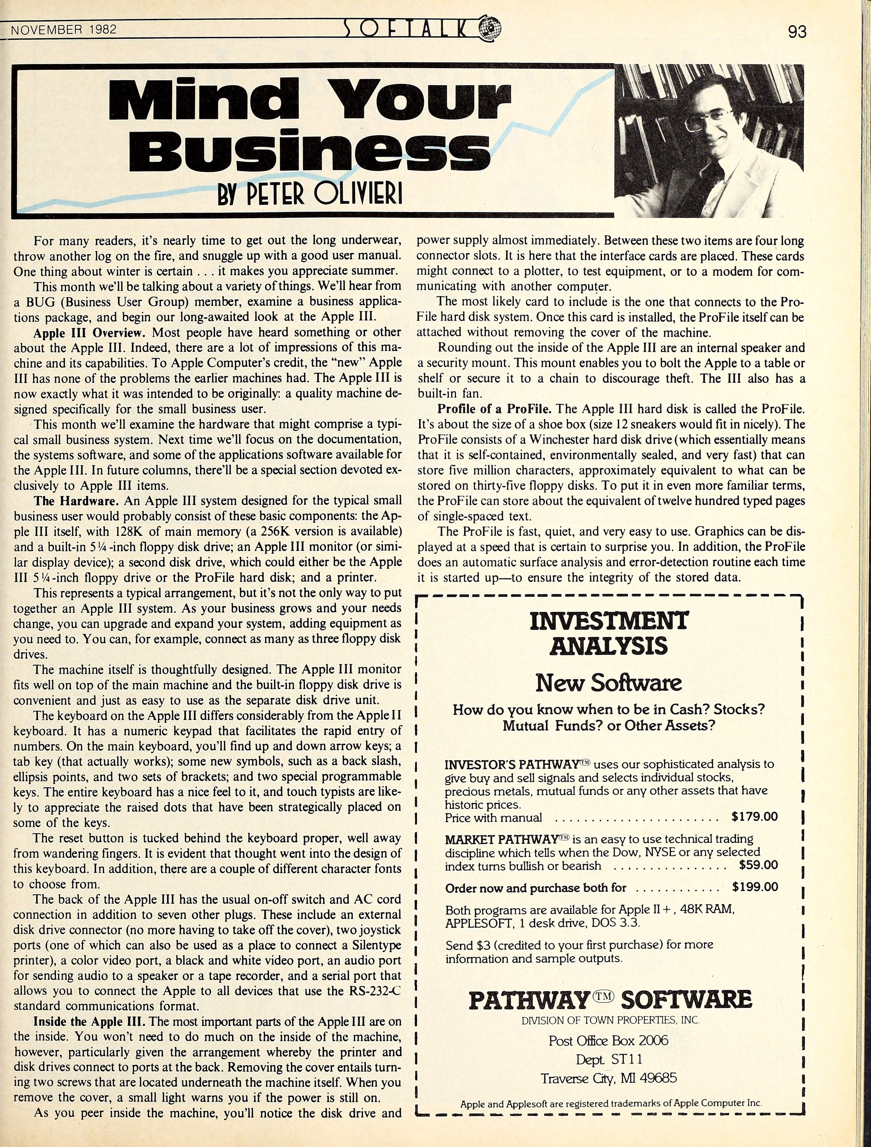 NOVEMBER 1982
SOFTALK
93
Mind Your
Business
BY PETER OLIVIERI
For many readers, it's nearly time to get out the long underwear,
throw another log on the fire, and snuggle up with a good user manual.
One thing about winter is certain . . . it makes you appreciate summer.
This month we'll be talking about a variety of things. We'll hear from
a BUG (Business User Group) member, examine a business applica-
tions package, and begin our long-awaited look at the Apple III.
Apple III Overview. Most people have heard something or other
about the Apple III. Indeed, there are a lot of impressions of this ma-
chine and its capabilities. To Apple Computer's credit, the "new" Apple
III has none of the problems the earlier machines had. The Apple III is
now exactly what it was intended to be originally: a quality machine de-
signed specifically for the small business user.
This month we'll examine the hardware that might comprise a typi-
cal small business system. Next time we'll focus on the documentation,
the systems software, and some of the applications software available for
the Apple III. In future columns, there'll be a special section devoted ex-
clusively to Apple III items.
The Hardware. An Apple III system designed for the typical small
business user would probably consist of these basic components: the Ap-
ple III itself, with 128K of main memory (a 256K version is available)
and a built-in 5¼-inch floppy disk drive; an Apple III monitor (or simi-
lar display device); a second disk drive, which could either be the Apple
III 5¼-inch floppy drive or the ProFile hard disk; and a printer.
This represents a typical arrangement, but it's not the only way to put
together an Apple III system. As your business grows and your needs
change, you can upgrade and expand your system, adding equipment as
you need to. You can, for example, connect as many as three floppy disk
drives.
The machine itself is thoughtfully designed. The Apple III monitor
fits well on top of the main machine and the built-in floppy disk drive is
convenient and just as easy to use as the separate disk drive unit.
The keyboard on the Apple III differs considerably from the Apple II
keyboard. It has a numeric keypad that facilitates the rapid entry of
numbers. On the main keyboard, you'll find up and down arrow keys; a
tab key (that actually works); some new symbols, such as a back slash,
ellipsis points, and two sets of brackets; and two special programmable
keys. The entire keyboard has a nice feel to it, and touch typists are like-
ly to appreciate the raised dots that have been strategically placed on
some of the keys.
The reset button is tucked behind the keyboard proper, well away
from wandering fingers. It is evident that thought went into the design of
this keyboard. In addition, there are a couple of different character fonts
to choose from.
The back of the Apple III has the usual on-off switch and AC cord
connection in addition to seven other plugs. These include an external
disk drive connector (no more having to take off the cover), two joystick
ports (one of which can also be used as a place to connect a Silentype
printer), a color video port, a black and white video port, an audio port
for sending audio to a speaker or a tape recorder, and a serial port that
allows you to connect the Apple to all devices that use the RS-232-C
standard communications format.
Inside the Apple III. The most important parts of the Apple III are on
the inside. You won't need to do much on the inside of the machine,
however, particularly given the arrangement whereby the printer and
disk drives connect to ports at the back. Removing the cover entails turn-
ing two screws that are located underneath the machine itself. When you
remove the cover, a small light warns you if the power is still on.
As you peer inside the machine, you'll notice the disk drive and
power supply almost immediately. Between these two items are four long
connector slots. It is here that the interface cards are placed. These cards
might connect to a plotter, to test equipment, or to a modem for com-
municating with another computer.
The most likely card to include is the one that connects to the Pro-
File hard disk system. Once this card is installed, the ProFile itself can be
attached without removing the cover of the machine.
Rounding out the inside of the Apple III are an internal speaker and
a security mount. This mount enables you to bolt the Apple to a table or
shelf or secure it to a chain to discourage theft. The III also has a
built-in fan.
Profile of a ProFile. The Apple III hard disk is called the ProFile.
It's about the size of a shoe box (size 12 sneakers would fit in nicely). The
ProFile consists of a Winchester hard disk drive (which essentially means
that it is self-contained, environmentally sealed, and very fast) that can
store five million characters, approximately equivalent to what can be
stored on thirty-five floppy disks. To put it in even more familiar terms,
the ProFile can store about the equivalent of twelve hundred typed pages
of single-spaced text.
The ProFile is fast, quiet, and very easy to use. Graphics can be dis-
played at a speed that is certain to surprise you. In addition, the ProFile
does an automatic surface analysis and error-detection routine each time
it is started up—to ensure the integrity of the stored data.
INVESTMENT
ANALYSIS
New Software
How do you know when to be in Cash? Stocks?
Mutual Funds? or Other Assets?
INVESTOR'S PATHWAY™ uses our sophisticated analysis to
give buy and sell signals and selects individual stocks,
precious metals, mutual funds or any other assets that have
historic prices.
Price with manual . . . . . . . . . . . . . . . . . . . . . . . $179.00
MARKET PATHWAY™ is an easy to use technical trading
discipline which tells when the Dow, NYSE or any selected
index turns bullish or bearish . . . . . . . . . . . . . . . . $59.00
Order now and purchase both for . . . . . . . . . . . . $199.00
Both programs are available for Apple II+, 48K RAM,
APPLESOFT, 1 desk drive, DOS 3.3.
Send $3 (credited to your first purchase) for more
information and sample outputs.
PATHWAY™ SOFTWARE
DIVISION OF TOWN PROPERTIES, INC.
Post Office Box 2006
Dept. ST11
Traverse City, MI 49685
Apple and Applesoft are registered trademarks of Apple Computer Inc.